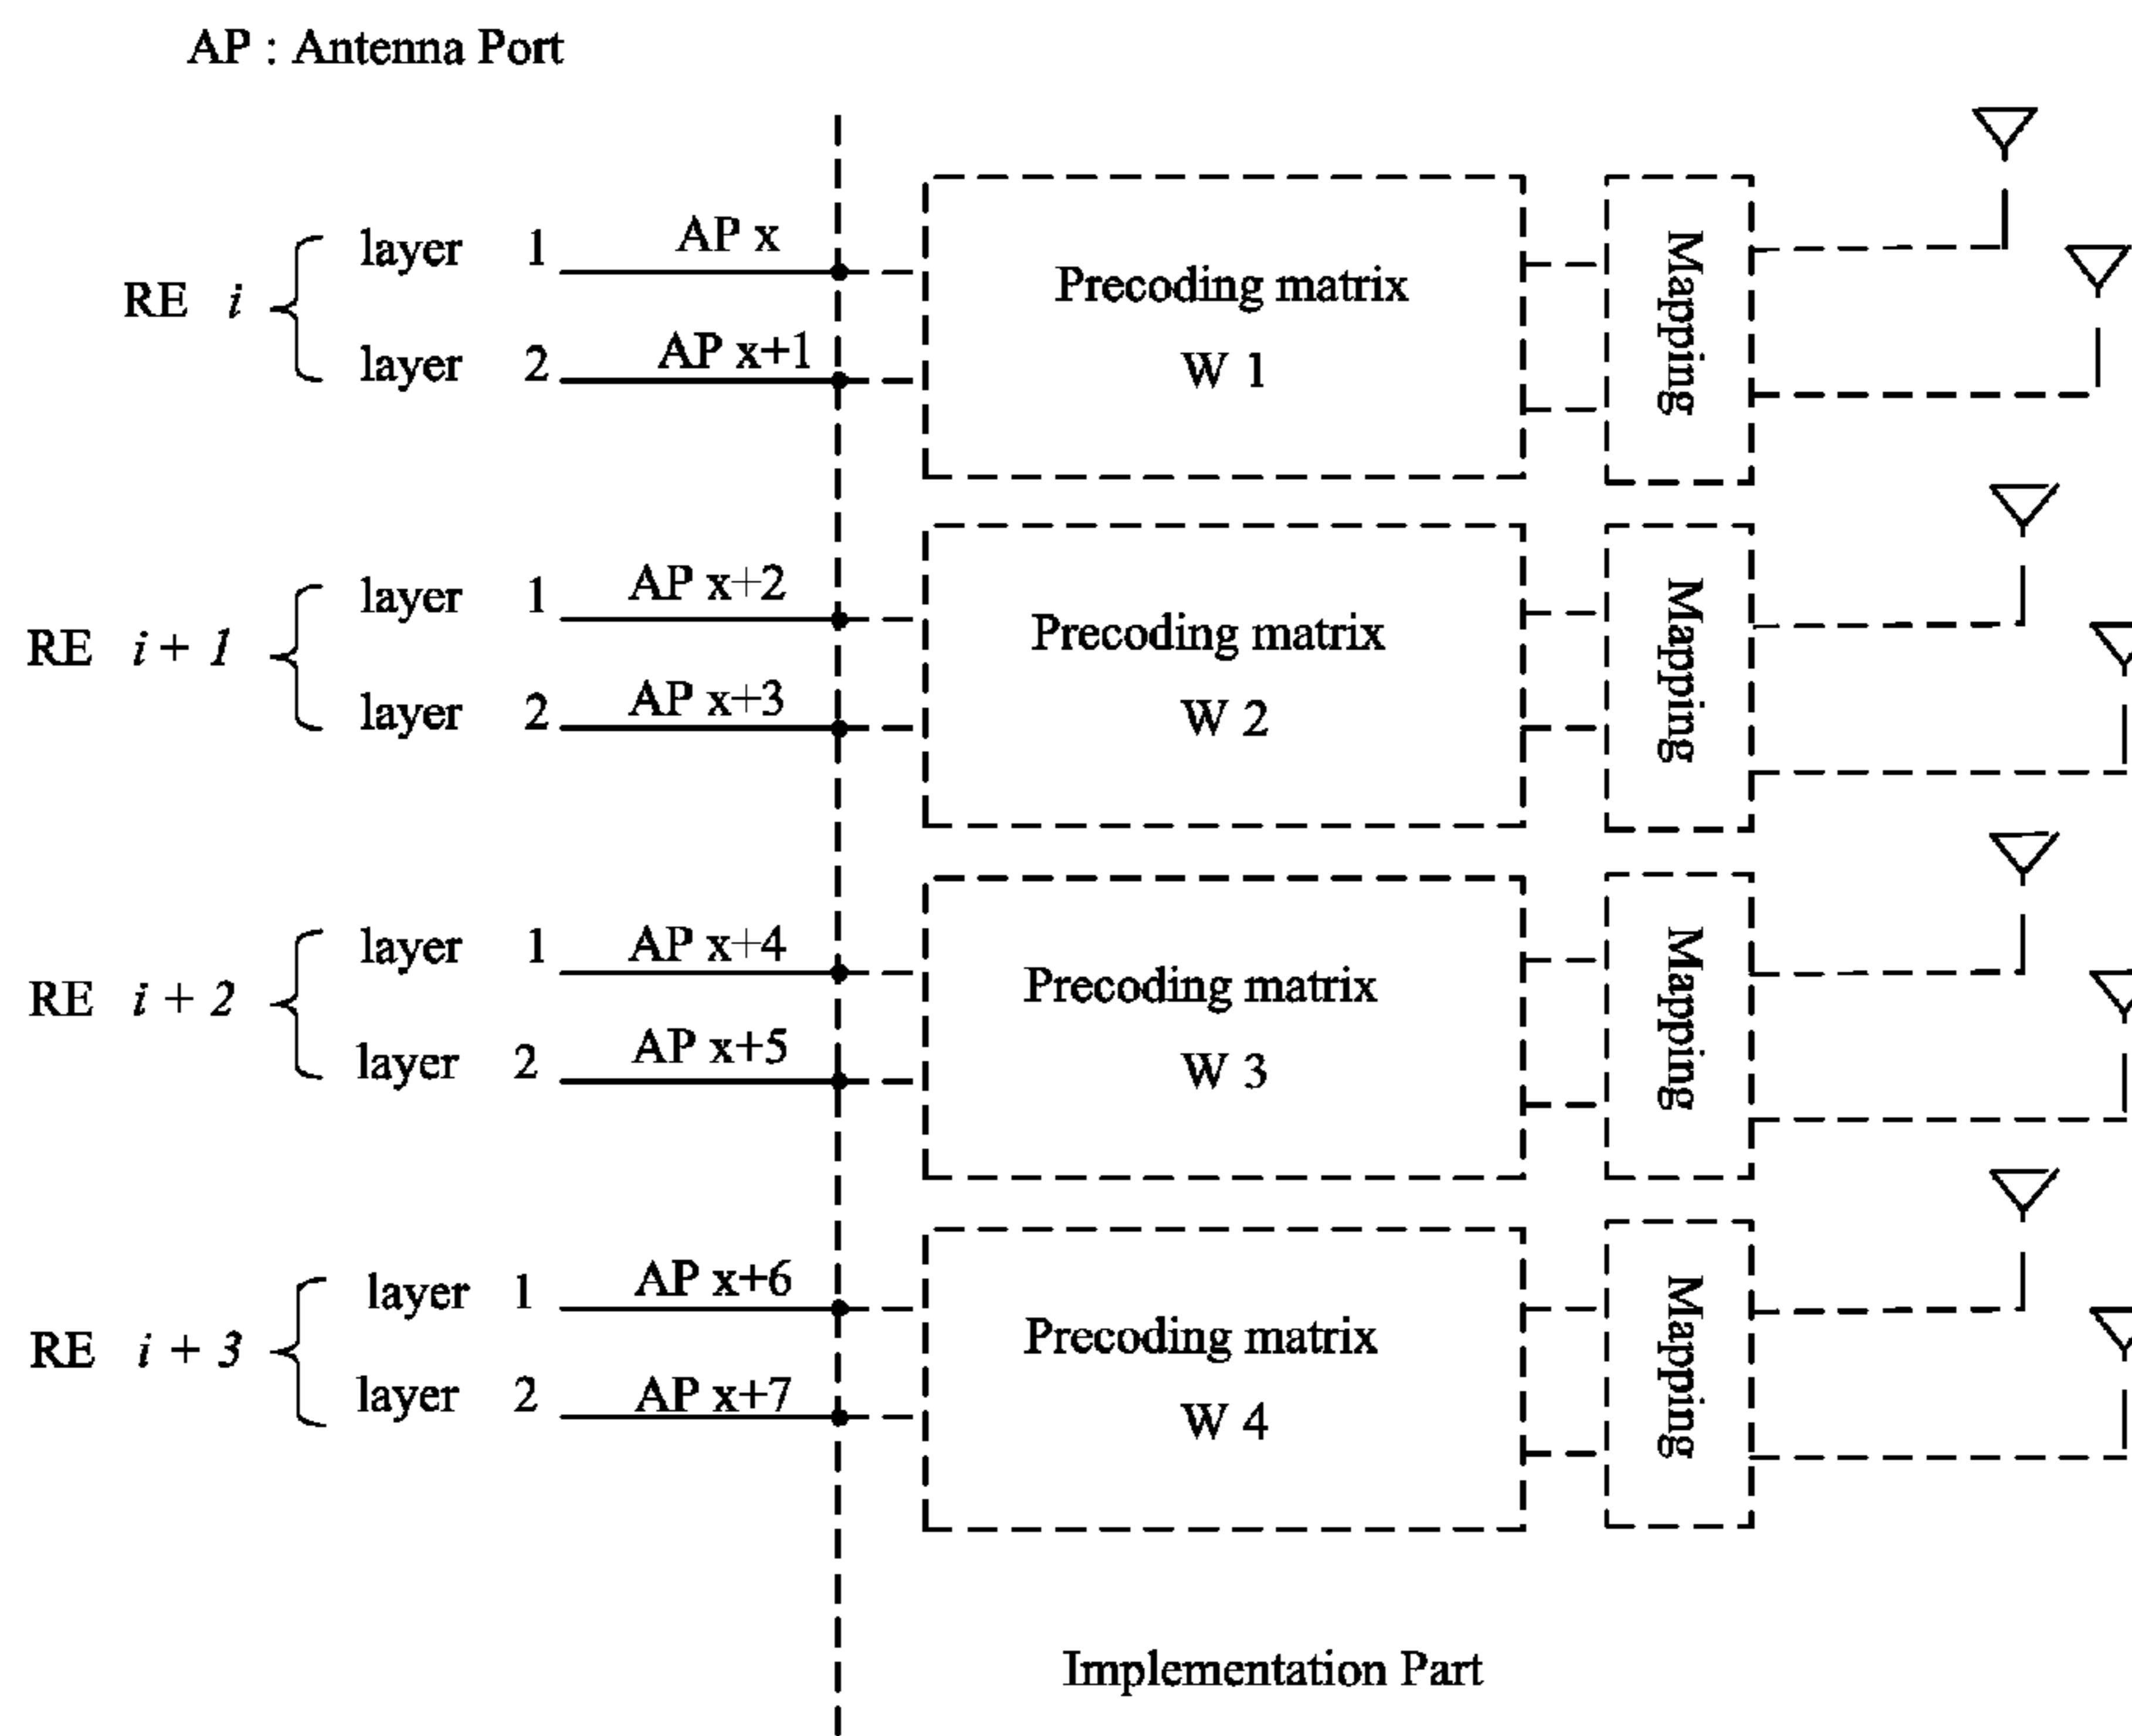 AP : Antenna Port
RE i
layer 1 AP x
layer 2 AP x+1
Precoding matrix
W 1
Mapping
RE i + 1
layer 1 AP x+2
layer 2 AP x+3
Precoding matrix
W 2
Mapping
RE i + 2
layer 1 AP x+4
layer 2 AP x+5
Precoding matrix
W 3
Mapping
RE i + 3
layer 1 AP x+6
layer 2 AP x+7
Precoding matrix
W 4
Mapping
Implementation Part